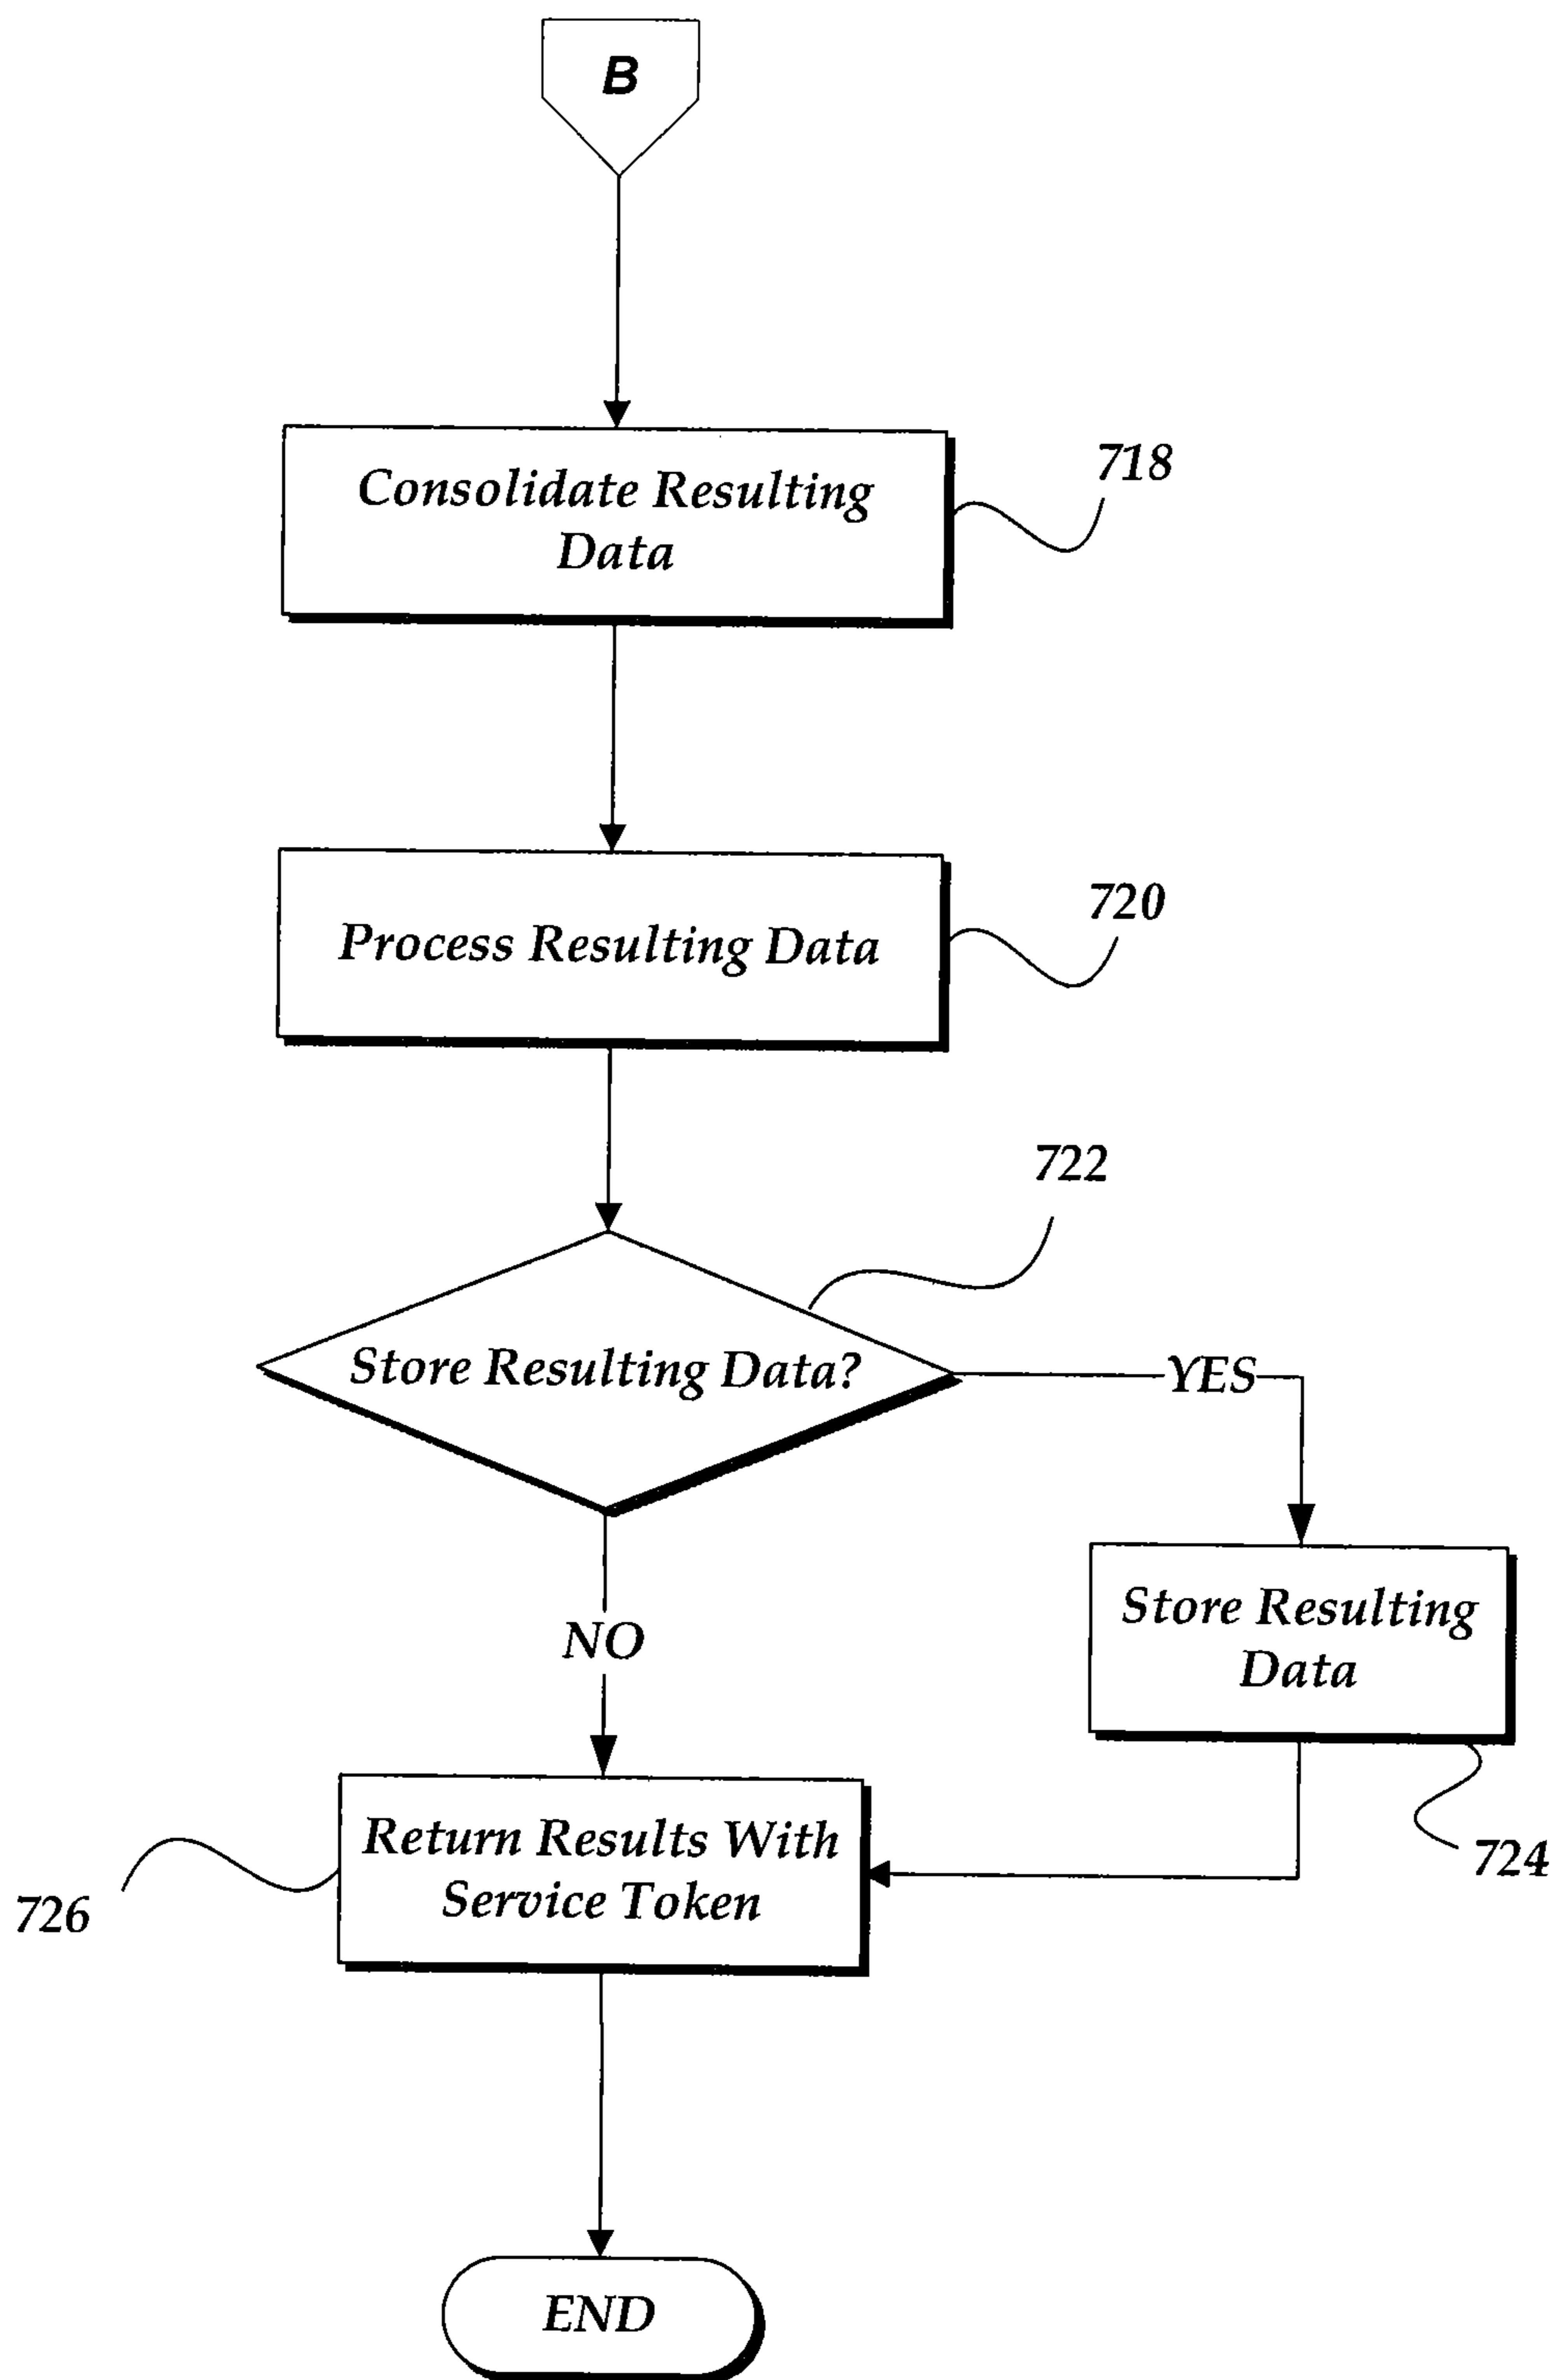 B
Consolidate Resulting
Data
718
Process Resulting Data
720
722
Store Resulting Data?
YES
NO
Store Resulting
Data
724
Return Results With
Service Token
726
END